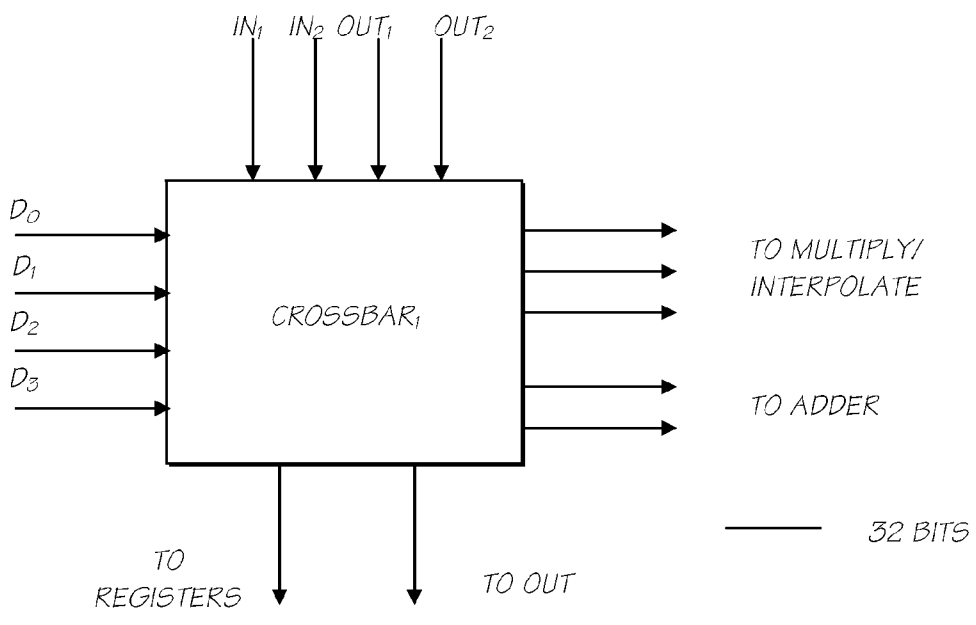 IN₁ IN₂ OUT₁ OUT₂
D₀
D₁
D₂
D₃
CROSSBAR₁
TO MULTIPLY/
INTERPOLATE
TO ADDER
32 BITS
TO
REGISTERS
TO OUT